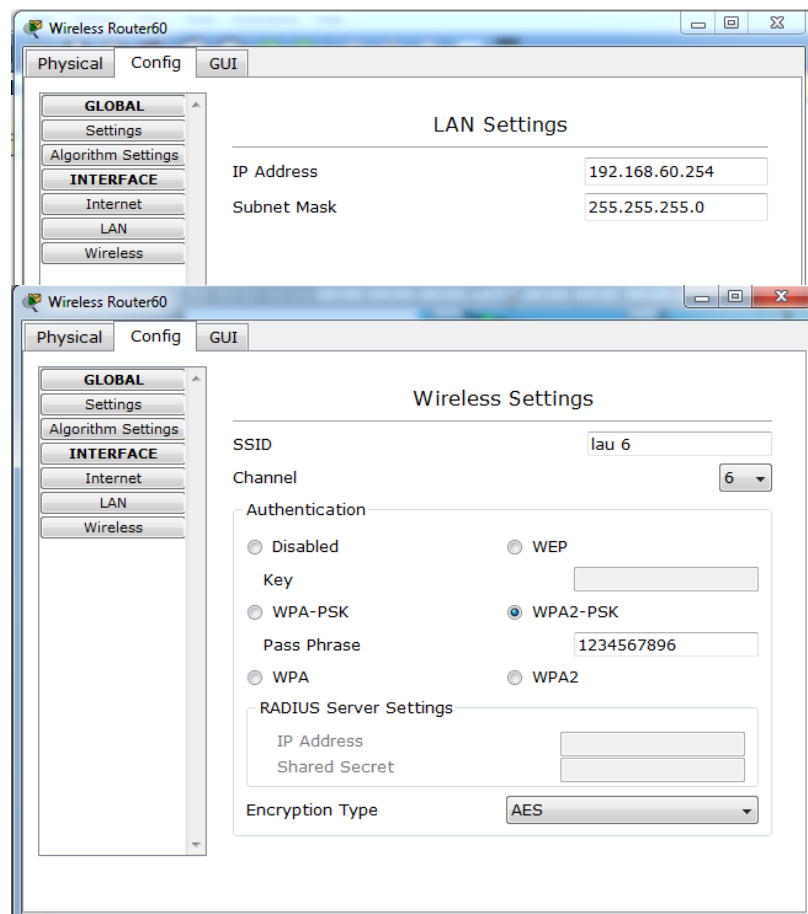 Wireless Router60
Physical Config GUI
GLOBAL
Settings
Algorithm Settings
INTERFACE
Internet
LAN
Wireless
LAN Settings
IP Address 192.168.60.254
Subnet Mask 255.255.255.0
Wireless Router60
Physical Config GUI
GLOBAL
Settings
Algorithm Settings
INTERFACE
Internet
LAN
Wireless
Wireless Settings
SSID lau 6
Channel 6
Authentication
Disabled WEP
Key
WPA-PSK WPA2-PSK
Pass Phrase 1234567896
WPA WPA2
RADIUS Server Settings
IP Address
Shared Secret
Encryption Type AES